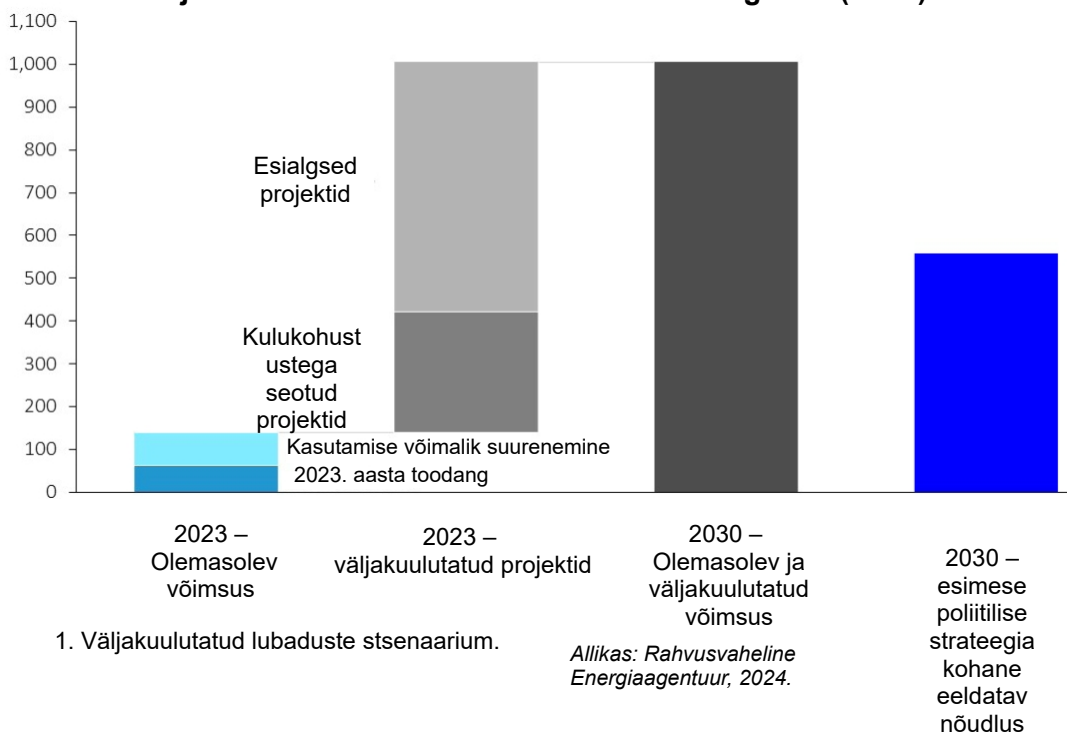 1,100
1,000
900
800
700
600
500
400
300
200
100
0
Esialgsed
projektid
Kulukohust
ustega
seotud
projektid
Kasutamise võimalik suurenemine
2023. aasta toodang
2023 –
Olemasolev
võimsus
2023 –
väljakuulutatud projektid
2030 –
Olemasolev ja
väljakuulutatud
võimsus
2030 –
esimese
poliitilise
strateegia
kohane
eeldatav
nõudlus
1. Väljakuulutatud lubaduste stsenaarium.
Allikas: Rahvusvaheline
Energiaagentuur, 2024.